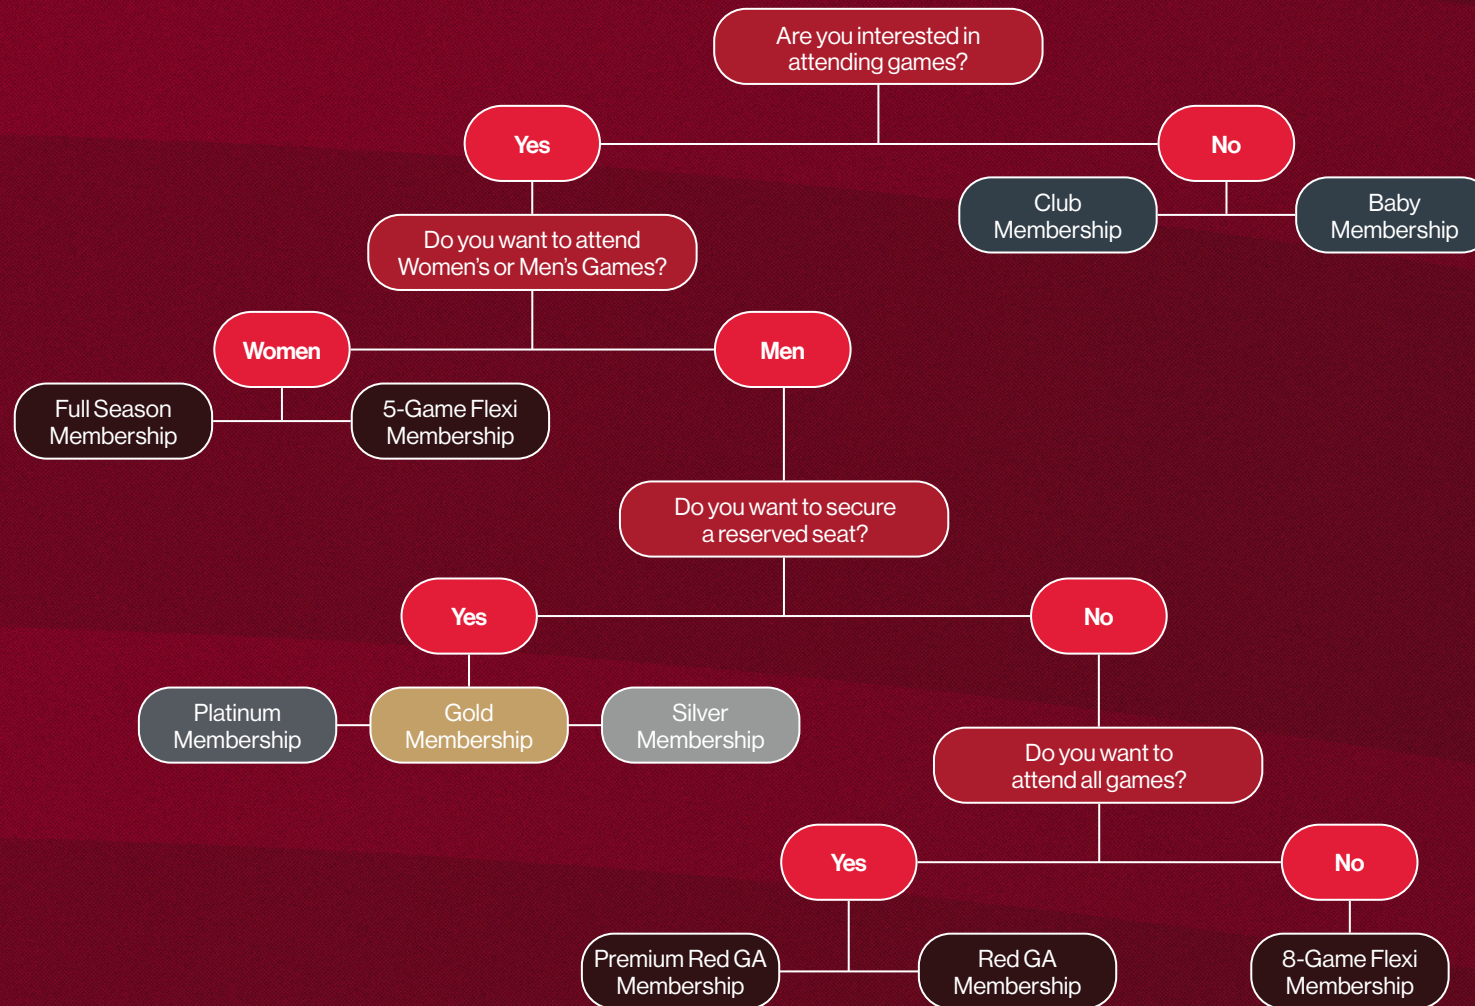 Are you interested in
attending games?
Yes
No
Club
Membership
Baby
Membership
Do you want to attend
Women's or Men's Games?
Women
Men
Full Season
Membership
5-Game Flexi
Membership
Do you want to secure
a reserved seat?
Yes
No
Platinum
Membership
Gold
Membership
Silver
Membership
Do you want to
attend all games?
Yes
No
Premium Red GA
Membership
Red GA
Membership
8-Game Flexi
Membership